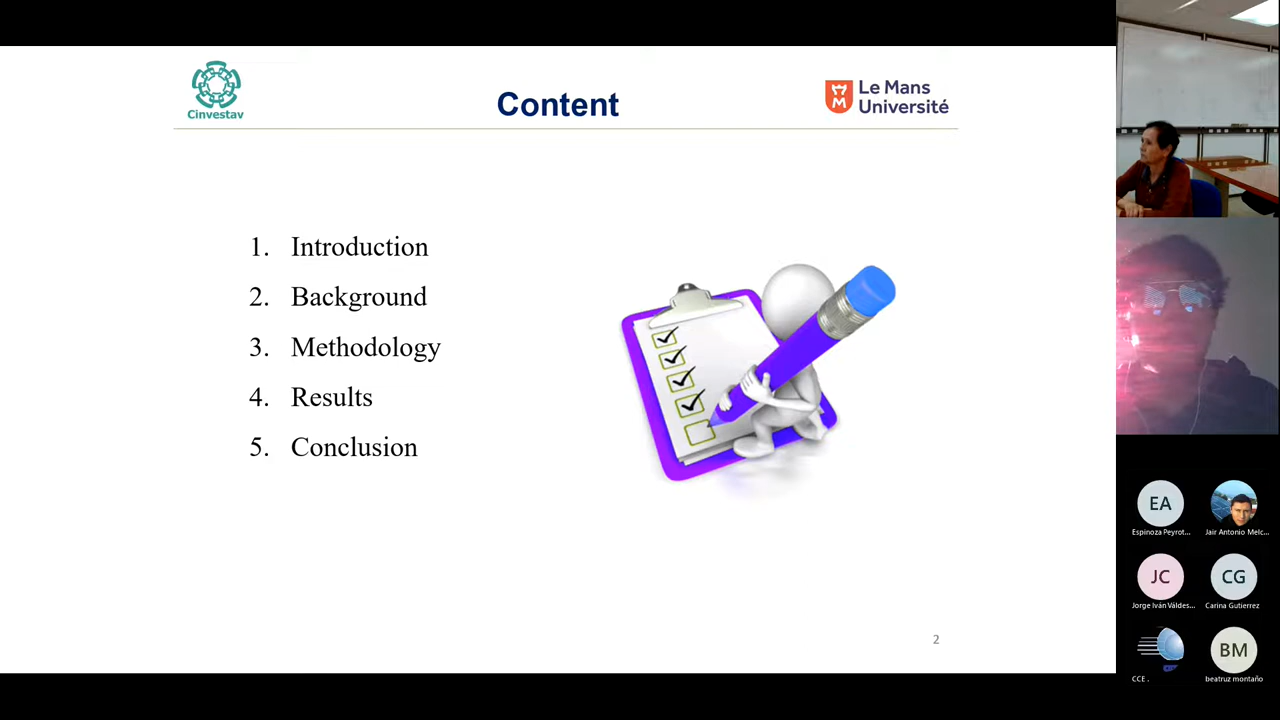 Cinvestav
Content
Le Mans
Université
1. Introduction
2. Background
3. Methodology
4. Results
5. Conclusion
2
EA
Espinoza Peyrot...
Jair Antonio Melc...
JC
CG
Jorge Iván Váldes...
Carina Gutierrez
CCE .
BM
beatruz montaño